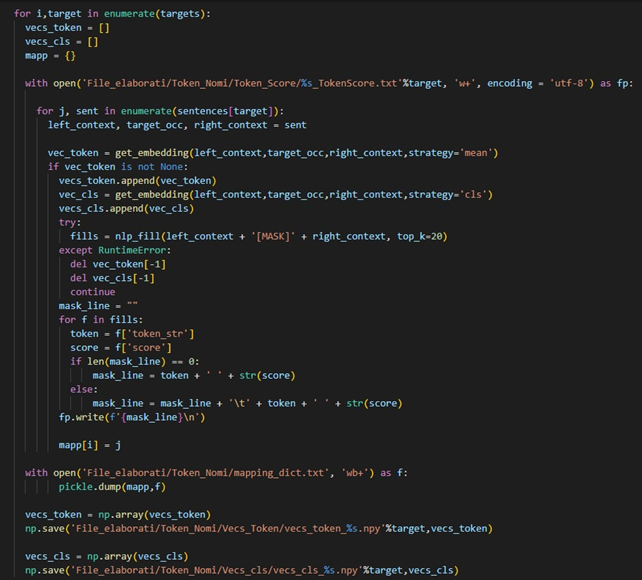 for i,target in enumerate(targets):
  vecs_token = []
  vecs_cls = []
  mapp = {}

  with open('File_elaborati/Token_Nomi/Token_Score/%s_TokenScore.txt'%target, 'w+', encoding = 'utf-8') as fp:

    for j, sent in enumerate(sentences[target]):
      left_context, target_occ, right_context = sent

      vec_token = get_embedding(left_context,target_occ,right_context,strategy='mean')
      if vec_token is not None:
        vecs_token.append(vec_token)
        vec_cls = get_embedding(left_context,target_occ,right_context,strategy='cls')
        vecs_cls.append(vec_cls)
        try:
          fills = nlp_fill(left_context + '[MASK]' + right_context, top_k=20)
        except RuntimeError:
          del vec_token[-1]
          del vec_cls[-1]
          continue
        mask_line = ""
        for f in fills:
          token = f['token_str']
          score = f['score']
          if len(mask_line) == 0:
              mask_line = token + ' ' + str(score)
          else:
              mask_line = mask_line + '\t' + token + ' ' + str(score)
        fp.write(f'{mask_line}\n')

        mapp[i] = j

  with open('File_elaborati/Token_Nomi/mapping_dict.txt', 'wb+') as f:
        pickle.dump(mapp,f)

  vecs_token = np.array(vecs_token)
  np.save('File_elaborati/Token_Nomi/Vecs_Token/vecs_token_%s.npy'%target,vecs_token)

  vecs_cls = np.array(vecs_cls)
  np.save('File_elaborati/Token_Nomi/Vecs_cls/vecs_cls_%s.npy'%target,vecs_cls)